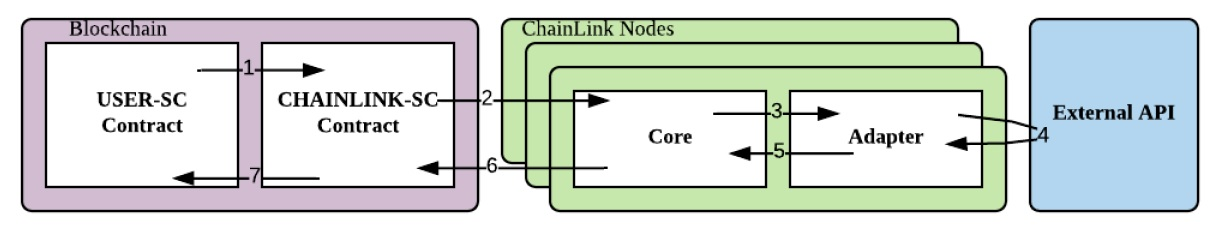 Blockchain
ChainLink Nodes
1
USER-SC
Contract
CHAINLINK-SC
Contract
2
3
Core
Adapter
External API
4
5
6
7